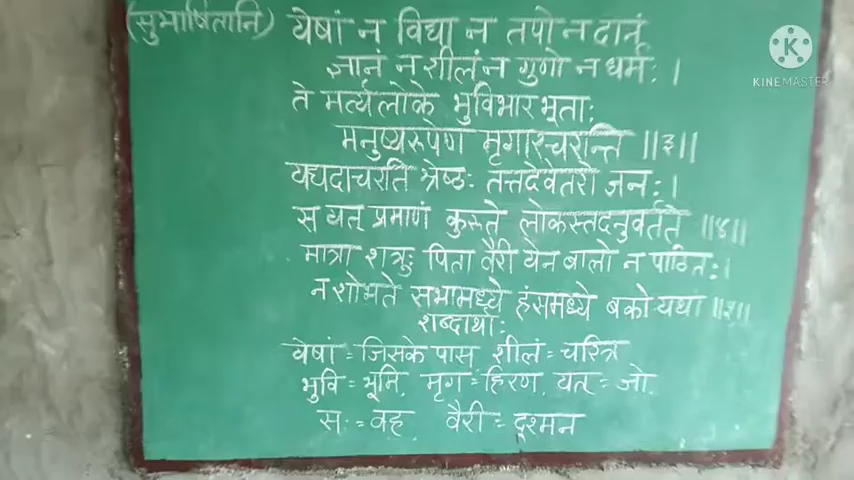 (सुभाषितानि) येषां न विद्या न तपो न दानं
ज्ञानं न शीलं न गुणो न धर्मः ।
ते मर्त्यलोके भुविभारभूताः
मनुष्यरुपेण मृगास्चरन्ति ॥३॥
यद्यदाचरति श्रेष्ठः तत्तदेवेतरो जनः ।
स यत् प्रमाणं कुरुते लोकस्तदनुवर्तते ॥४॥
मात्रा शत्रुः पिता वैरी येन बालो न पाठितः ।
न शोभते सभामध्ये हंसमध्ये बको यथा ॥५॥
शब्दार्थाः
येषां = जिसके पास शीलं = चरित्र
भुवि = भूमि, मृग = हिरण, यत् = जो,
सः = वह वैरी = दुश्मन
K
KINEMASTER